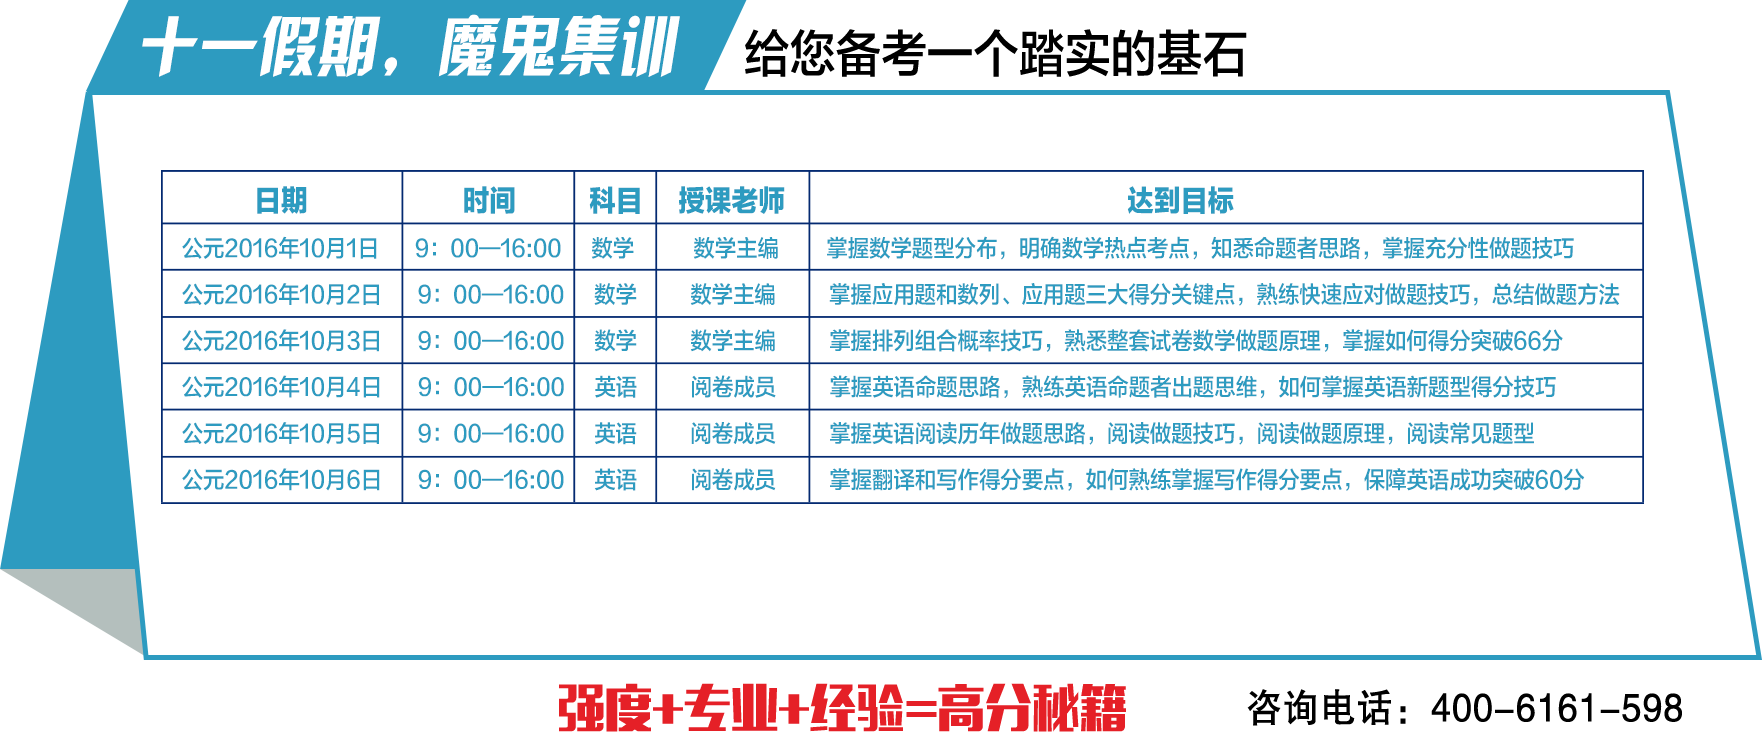 十一假期，魔鬼集训 给您备考一个踏实的基石
日期 时间 科目 授课老师 达到目标
公元2016年10月1日 9：00—16:00 数学 数学主编 掌握数学题型分布，明确数学热点考点，知悉命题者思路，掌握充分性做题技巧
公元2016年10月2日 9：00—16:00 数学 数学主编 掌握应用题和数列、应用题三大得分关键点，熟练快速应对做题技巧，总结做题方法
公元2016年10月3日 9：00—16:00 数学 数学主编 掌握排列组合概率技巧，熟悉整套试卷数学做题原理，掌握如何得分突破66分
公元2016年10月4日 9：00—16:00 英语 阅卷成员 掌握英语命题思路，熟练英语命题者出题思维，如何掌握英语新题型得分技巧
公元2016年10月5日 9：00—16:00 英语 阅卷成员 掌握英语阅读历年做题思路，阅读做题技巧，阅读做题原理，阅读常见题型
公元2016年10月6日 9：00—16:00 英语 阅卷成员 掌握翻译和写作得分要点，如何熟练掌握写作得分要点，保障英语成功突破60分
强度+专业+经验=高分秘籍 咨询电话：400-6161-598